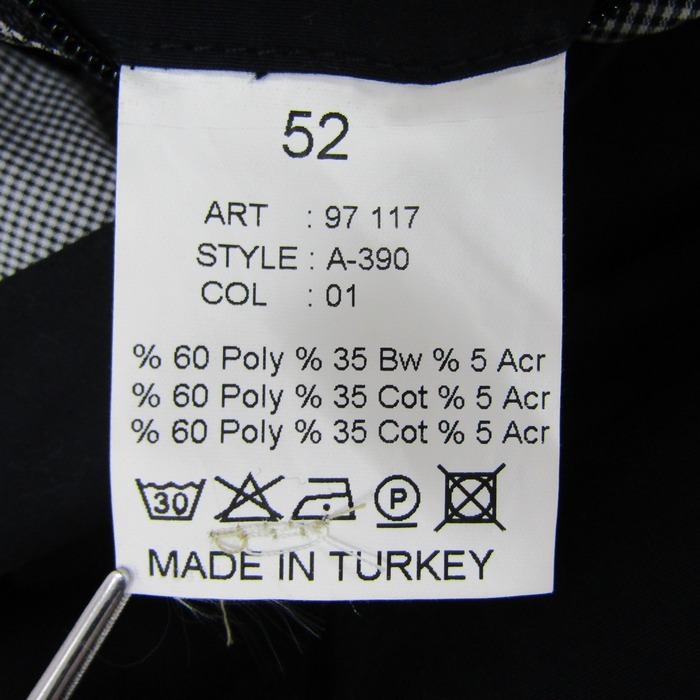 52
ART : 97 117
STYLE : A-390
COL : 01
% 60 Poly % 35 Bw % 5 Acr
% 60 Poly % 35 Cot % 5 Acr
% 60 Poly % 35 Cot % 5 Acr
30 P
MADE IN TURKEY